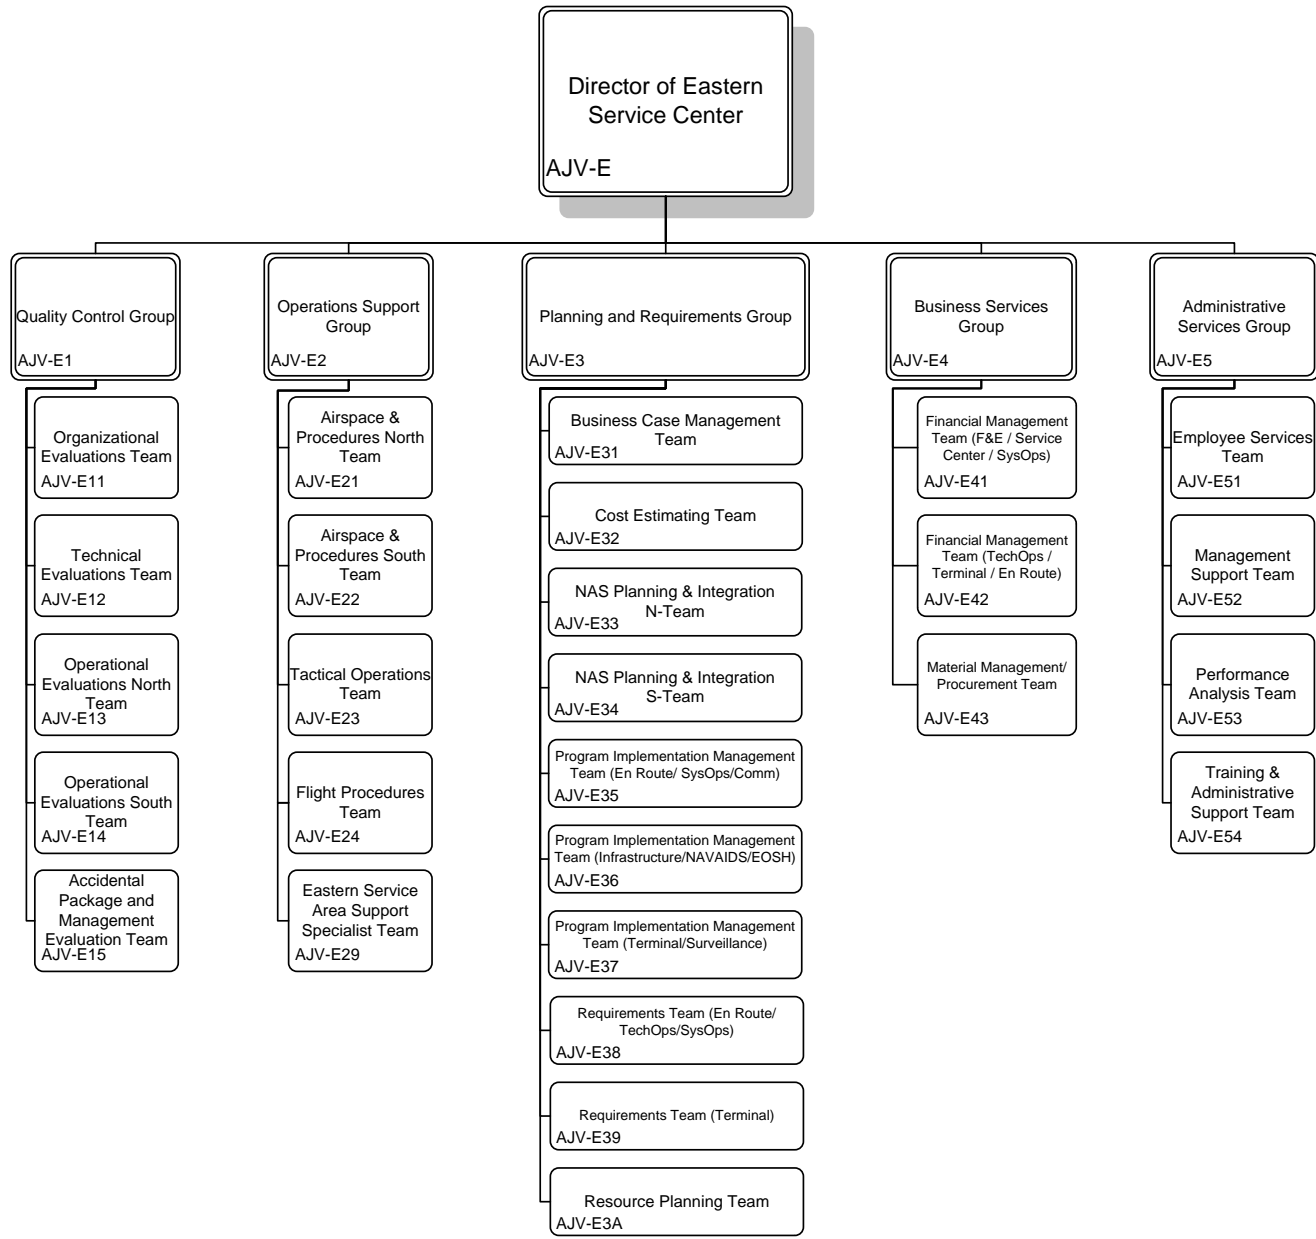 Director of Eastern
Service Center
AJV-E
Quality Control Group
AJV-E1
Operations Support
Group
AJV-E2
Planning and Requirements Group
AJV-E3
Business Services
Group
AJV-E4
Administrative
Services Group
AJV-E5
Organizational
Evaluations Team
AJV-E11
Technical
Evaluations Team
AJV-E12
Operational
Evaluations North
Team
AJV-E13
Operational
Evaluations South
Team
AJV-E14
Accidental
Package and
Management
Evaluation Team
AJV-E15
Airspace &
Procedures North
Team
AJV-E21
Airspace &
Procedures South
Team
AJV-E22
Tactical Operations
Team
AJV-E23
Flight Procedures
Team
AJV-E24
Eastern Service
Area Support
Specialist Team
AJV-E29
Business Case Management
Team
AJV-E31
Cost Estimating Team
AJV-E32
NAS Planning & Integration
N-Team
AJV-E33
NAS Planning & Integration
S-Team
AJV-E34
Program Implementation Management
Team (En Route/ SysOps/Comm)
AJV-E35
Program Implementation Management
Team (Infrastructure/NAVAIDS/EOSH)
AJV-E36
Program Implementation Management
Team (Terminal/Surveillance)
AJV-E37
Requirements Team (En Route/
TechOps/SysOps)
AJV-E38
Requirements Team (Terminal)
AJV-E39
Resource Planning Team
AJV-E3A
Financial Management
Team (F&E / Service
Center / SysOps)
AJV-E41
Financial Management
Team (TechOps /
Terminal / En Route)
AJV-E42
Material Management/
Procurement Team
AJV-E43
Employee Services
Team
AJV-E51
Management
Support Team
AJV-E52
Performance
Analysis Team
AJV-E53
Training &
Administrative
Support Team
AJV-E54